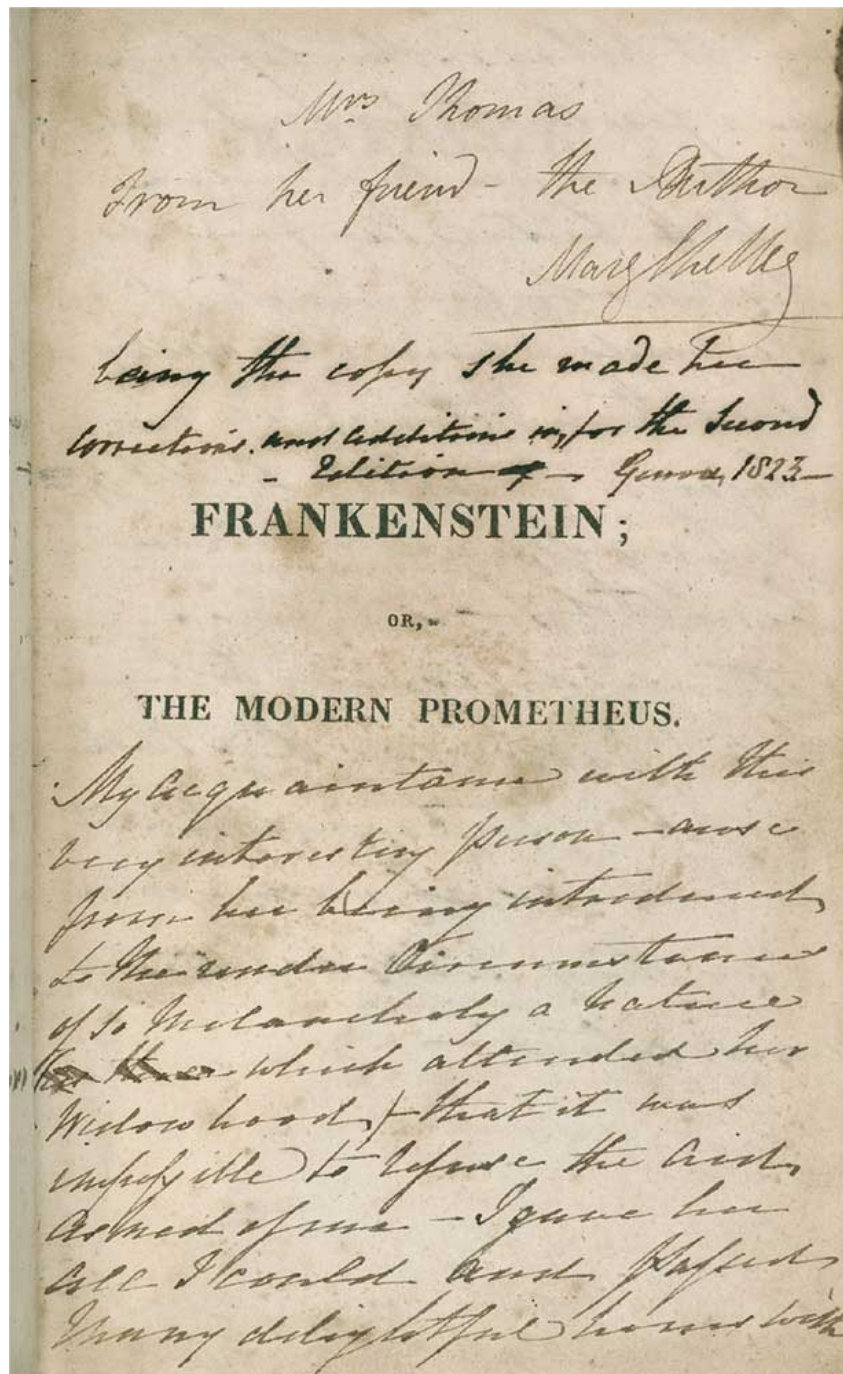 Mrs Thomas
From her friend - the Author
Mary Shelley
being the copy she made her
corrections. and additions in, for the Second
- Edition - Genoa, 1823 -
FRANKENSTEIN;
OR,
THE MODERN PROMETHEUS.
My acquaintance with this
very interesting person - arose
from her being introduced
to me under Circumstances
of so Melancholy a Nature
which attended her
Widowhood,) - that it was
impossible to refuse the aid,
asked of me - I gave her
all I could and passed
many delightful hours with